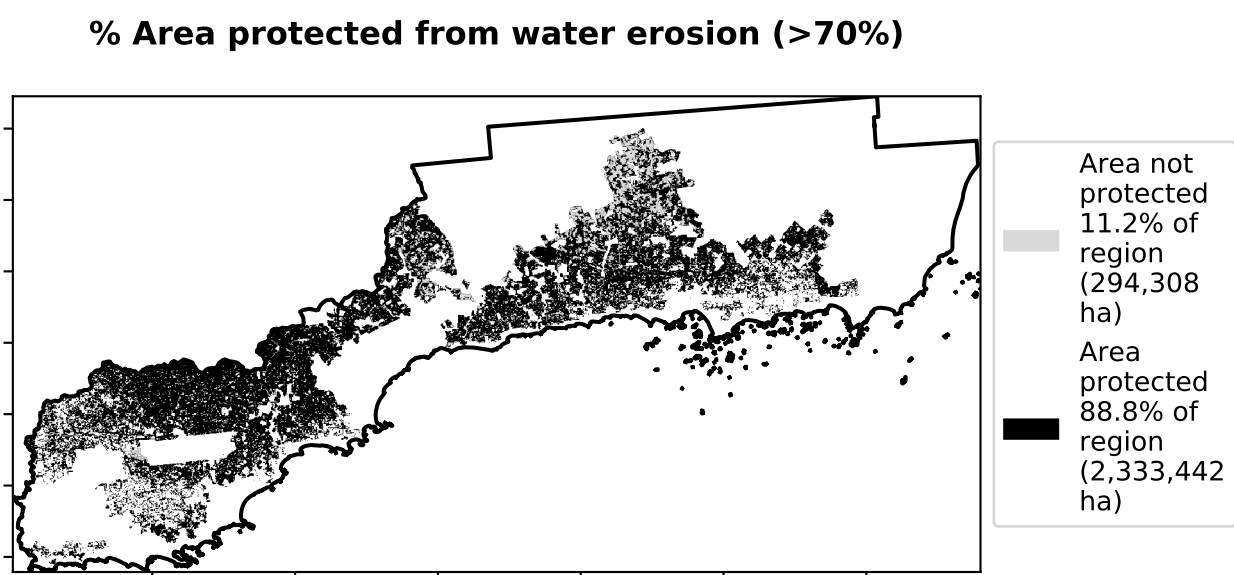 % Area protected from water erosion (>70%)
Area not
protected
11.2% of
region
(294,308
ha)
Area
protected
88.8% of
region
(2,333,442
ha)